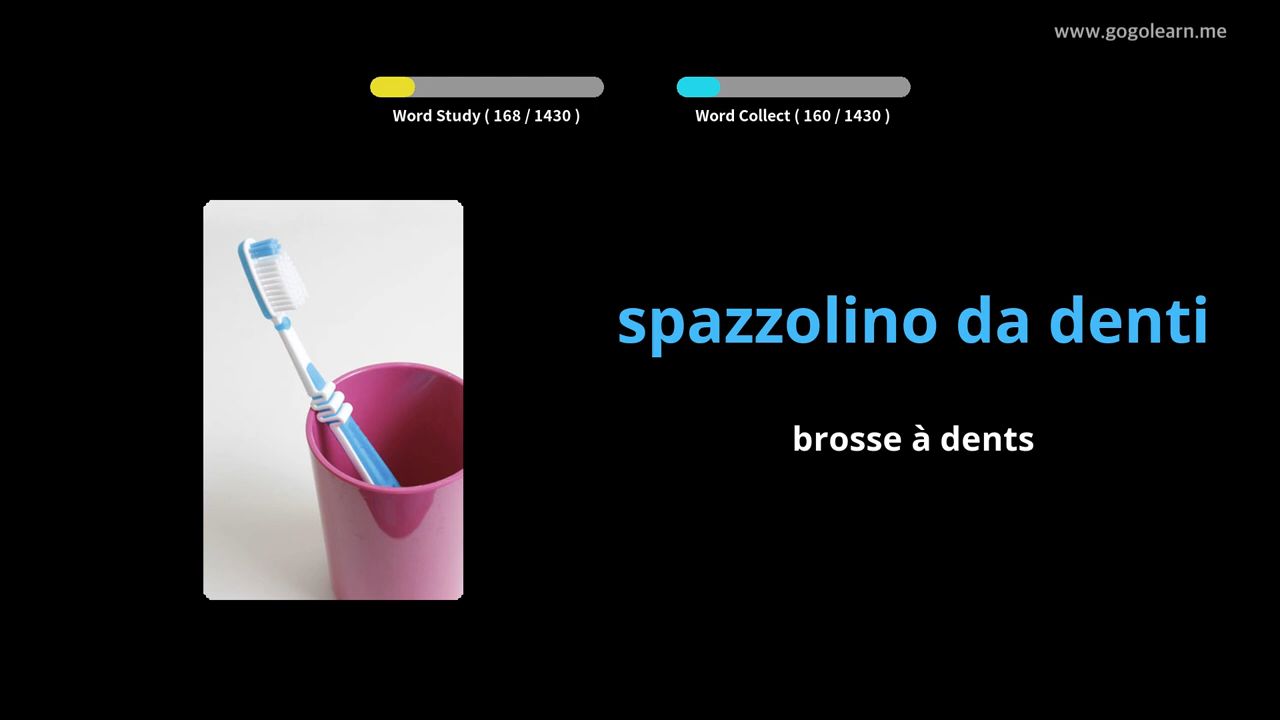 www.gogolearn.me
Word Study ( 168 / 1430 )
Word Collect ( 160 / 1430 )
spazzolino da denti
brosse à dents